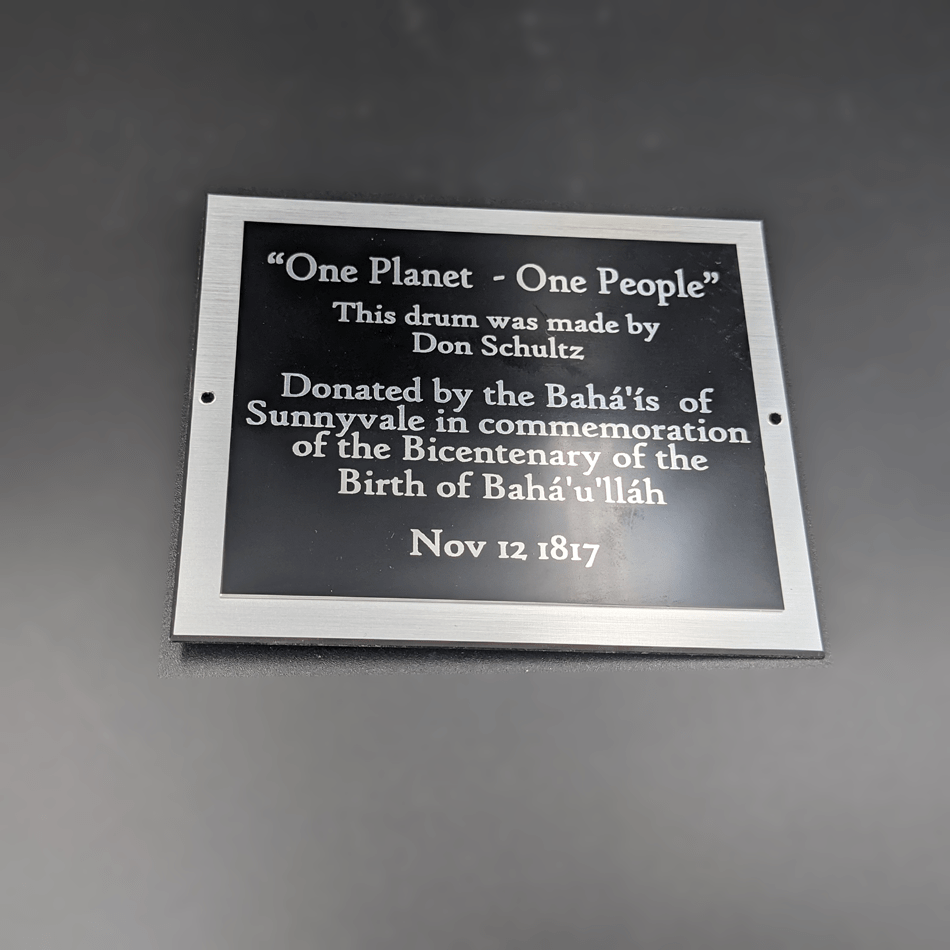 “One Planet - One People”
This drum was made by
Don Schultz
Donated by the Bahá'ís of
Sunnyvale in commemoration
of the Bicentenary of the
Birth of Bahá'u'lláh
Nov 12 1817